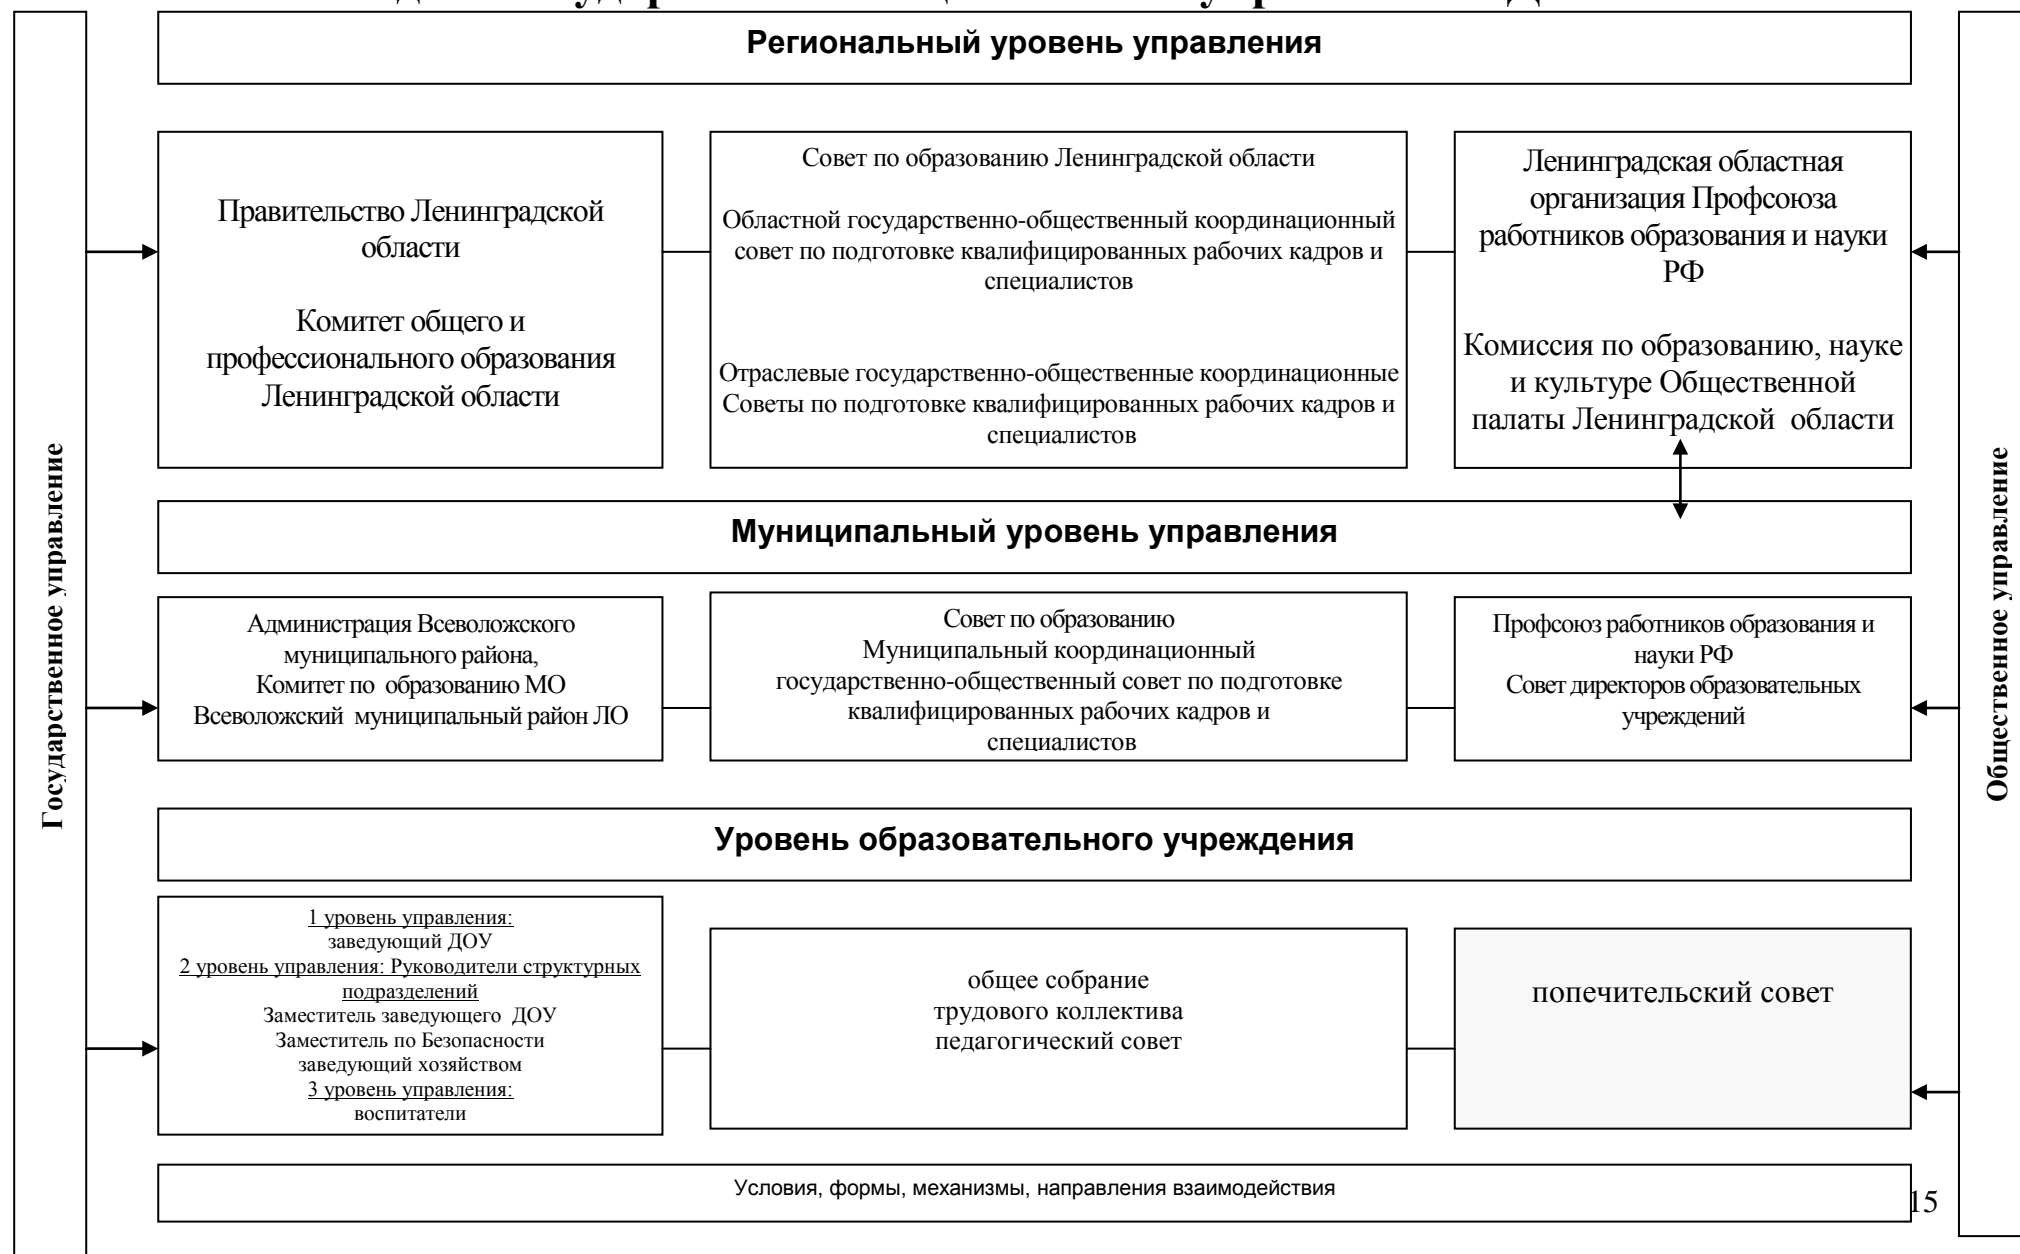 Государственное управление
Региональный уровень управления
Правительство Ленинградской
области
Комитет общего и
профессионального образования
Ленинградской области
Совет по образованию Ленинградской области
Областной государственно-общественный координационный
совет по подготовке квалифицированных рабочих кадров и
специалистов
Отраслевые государственно-общественные координационные
Советы по подготовке квалифицированных рабочих кадров и
специалистов
Ленинградская областная
организация Профсоюза
работников образования и науки
РФ
Комиссия по образованию, науке
и культуре Общественной
палаты Ленинградской области
Муниципальный уровень управления
Администрация Всеволожского
муниципального района,
Комитет по образованию МО
Всеволожский муниципальный район ЛО
Совет по образованию
Муниципальный координационный
государственно-общественный совет по подготовке
квалифицированных рабочих кадров и
специалистов
Профсоюз работников образования и
науки РФ
Совет директоров образовательных
учреждений
Уровень образовательного учреждения
1 уровень управления:
заведующий ДОУ
2 уровень управления: Руководители структурных
подразделений
Заместитель заведующего ДОУ
Заместитель по Безопасности
заведующий хозяйством
3 уровень управления:
воспитатели
общее собрание
трудового коллектива
педагогический совет
попечительский совет
Условия, формы, механизмы, направления взаимодействия
15
Общественное управление